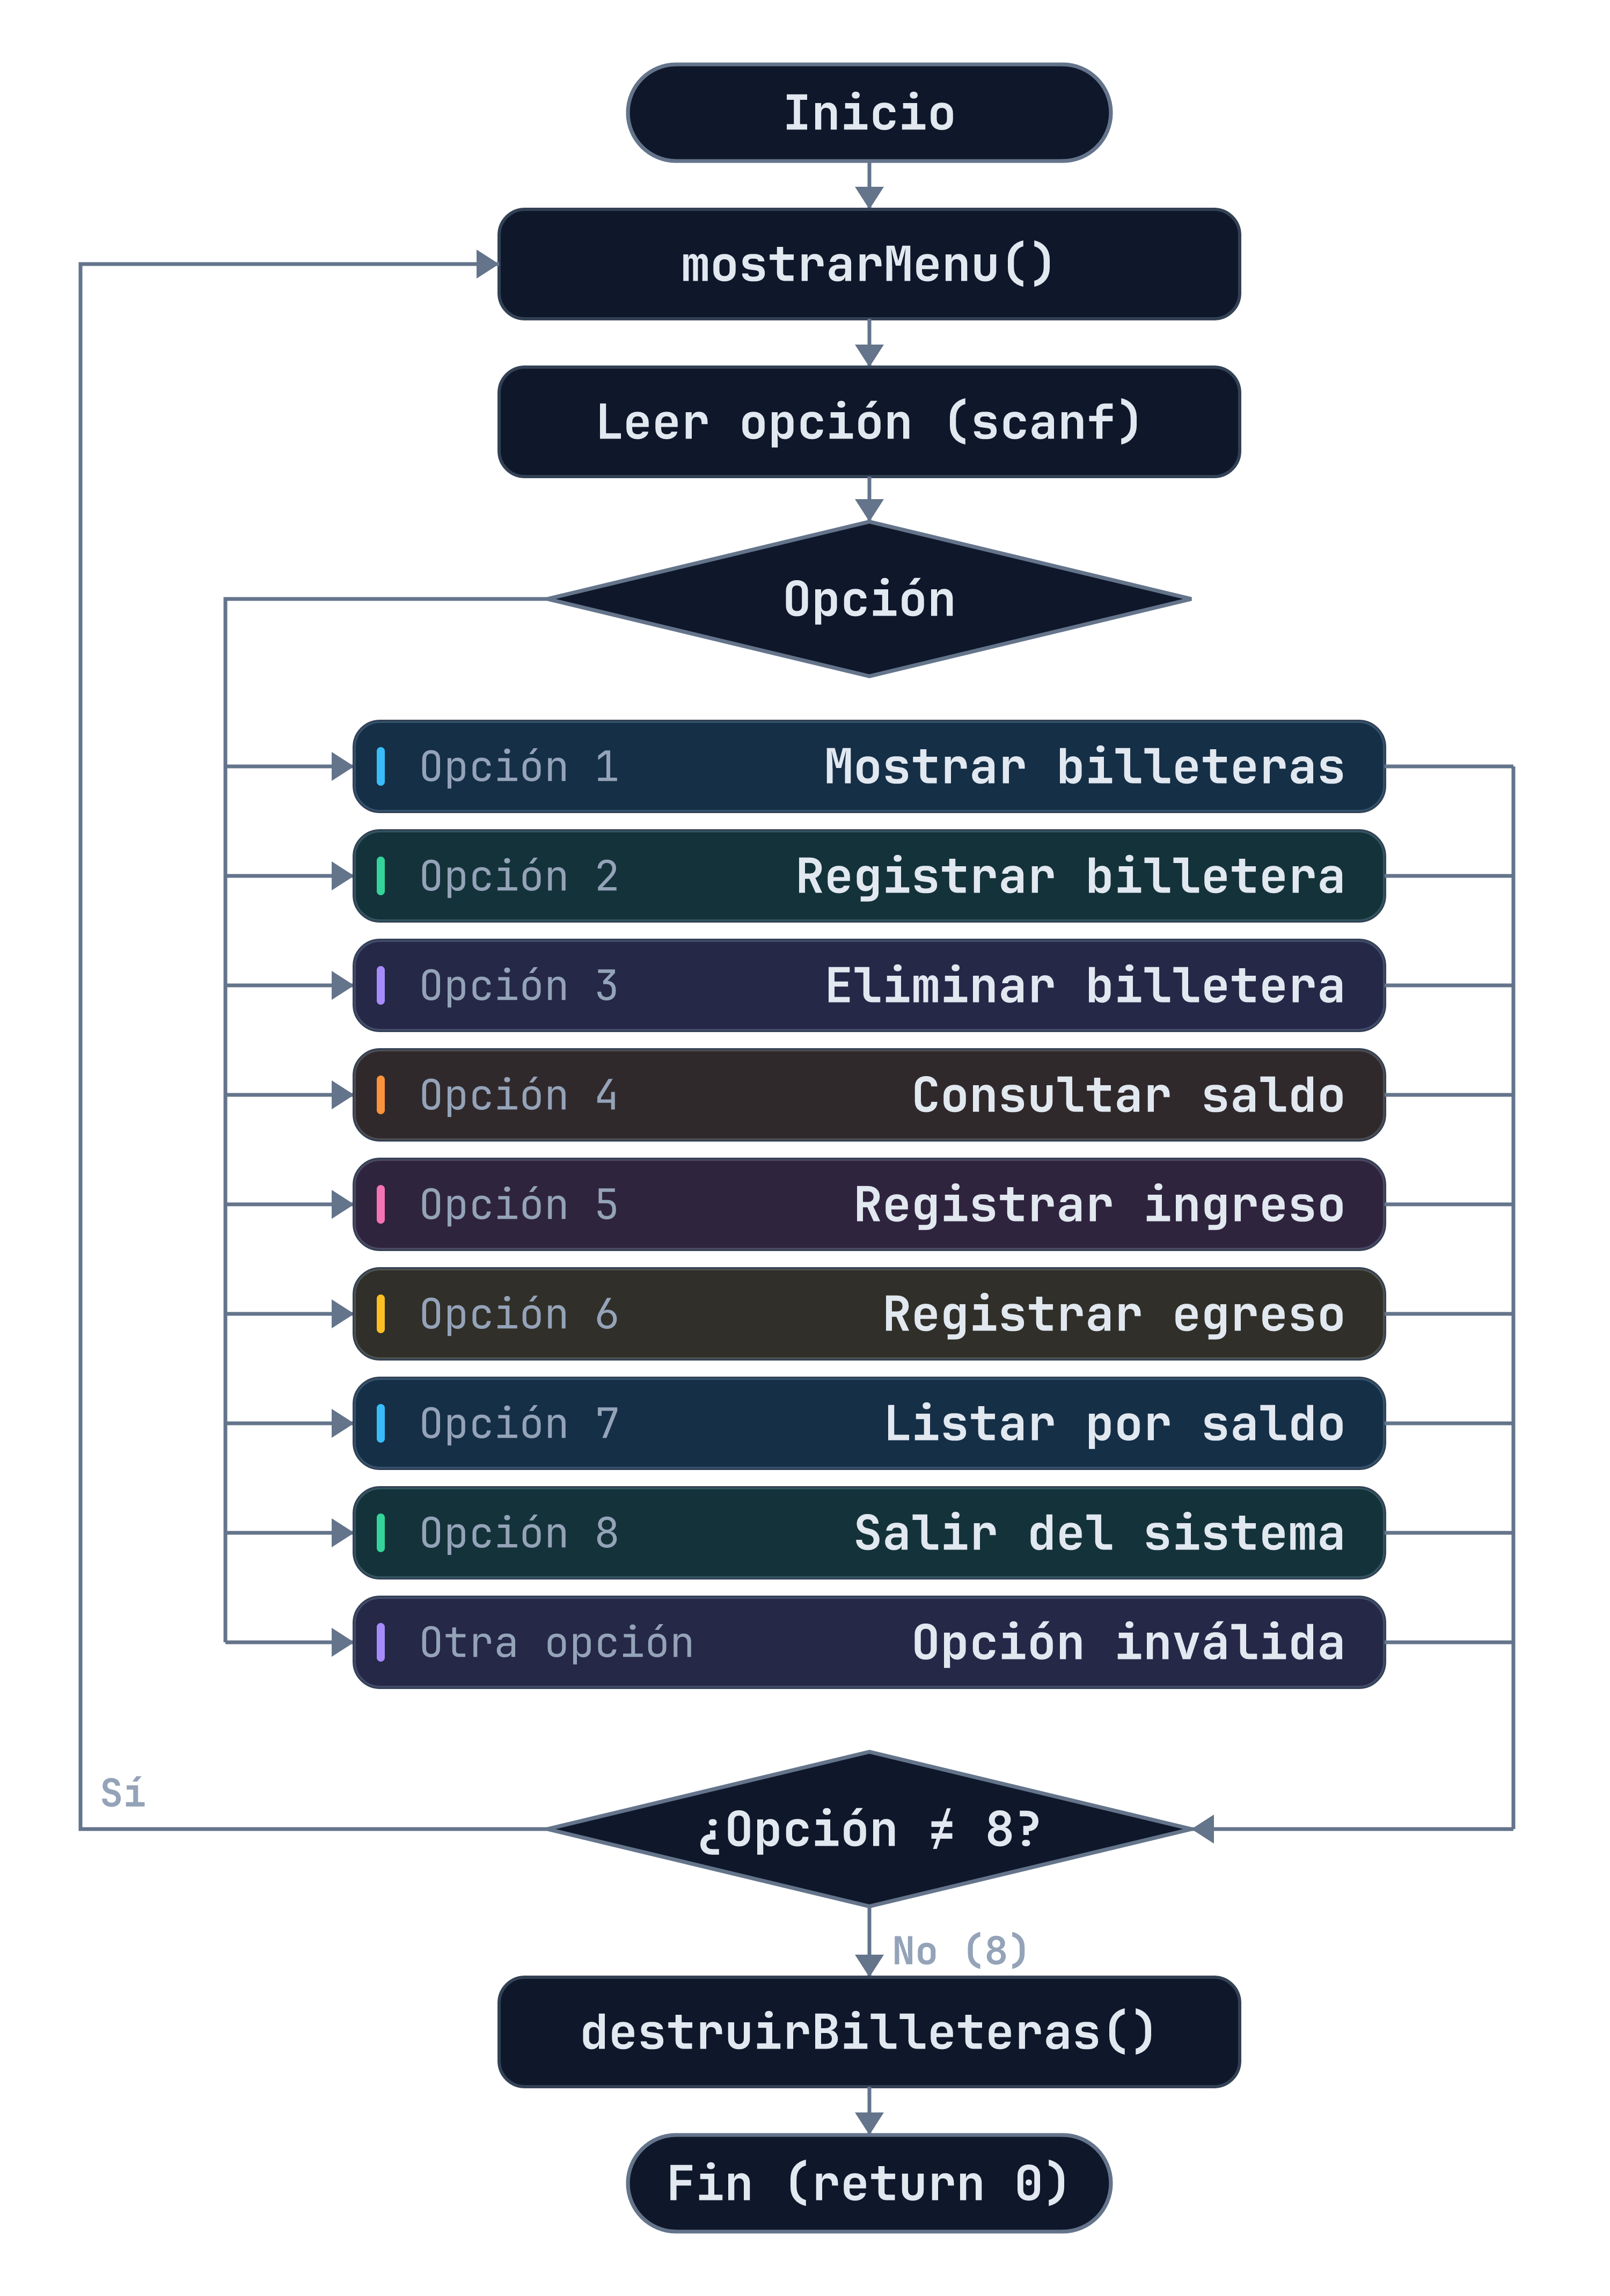 Inicio
mostrarMenu()
Leer opción (scanf)
Opción
Opción 1 Mostrar billeteras
Opción 2 Registrar billetera
Opción 3 Eliminar billetera
Opción 4 Consultar saldo
Opción 5 Registrar ingreso
Opción 6 Registrar egreso
Opción 7 Listar por saldo
Opción 8 Salir del sistema
Otra opción Opción inválida
Sí
¿Opción ≠ 8?
No (8)
destruirBilleteras()
Fin (return 0)